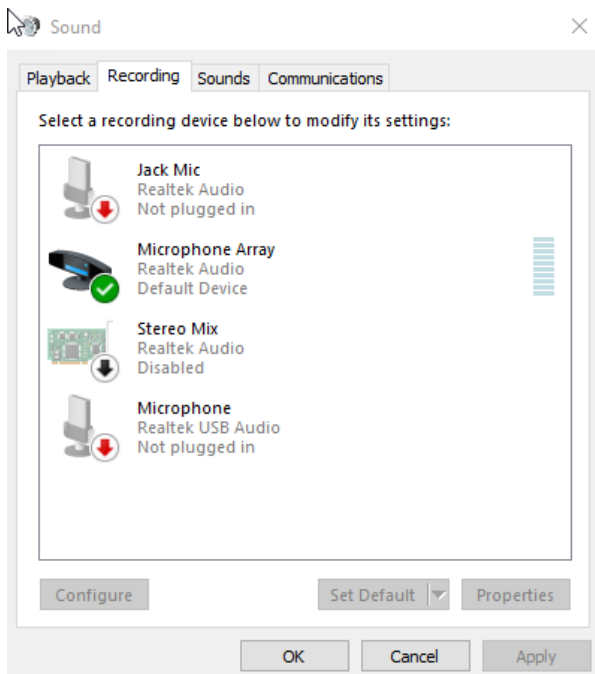 Sound
Playback Recording Sounds Communications
Select a recording device below to modify its settings:
Jack Mic
Realtek Audio
Not plugged in
Microphone Array
Realtek Audio
Default Device
Stereo Mix
Realtek Audio
Disabled
Microphone
Realtek USB Audio
Not plugged in
Configure Set Default Properties
OK Cancel Apply